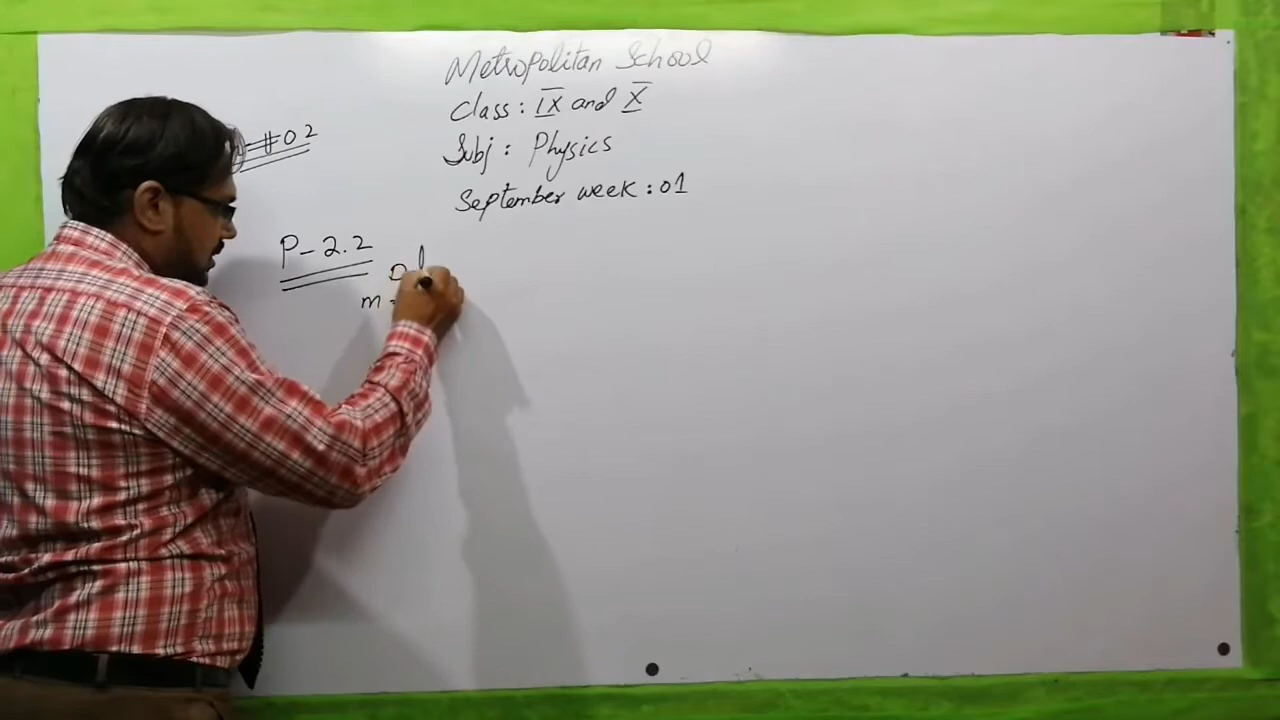 Metropolitan School
Class: IX and X
Subj: Physics
September week: 01
#02
P-2.2
m